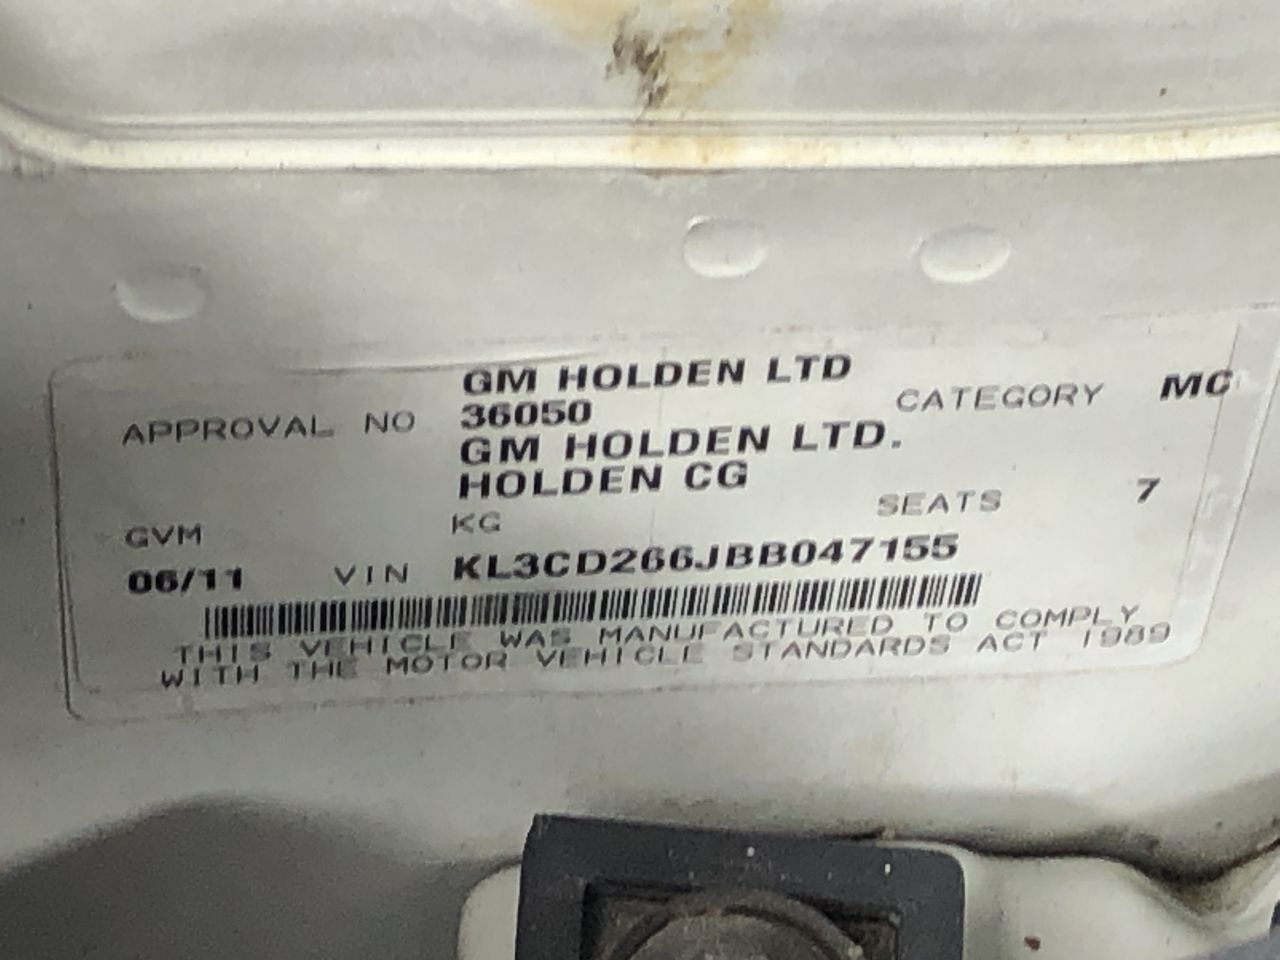 GM HOLDEN LTD
APPROVAL NO 36050 CATEGORY MC
GM HOLDEN LTD.
HOLDEN CG
GVM KG SEATS 7
06/11 VIN KL3CD266JBB047155
THIS VEHICLE WAS MANUFACTURED TO COMPLY
WITH THE MOTOR VEHICLE STANDARDS ACT 1989